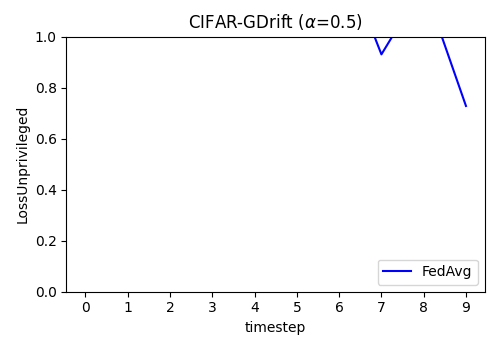 CIFAR-GDrift (α=0.5)
LossUnprivileged
1.0
0.8
0.6
0.4
0.2
0.0
0 1 2 3 4 5 6 7 8 9
timestep
FedAvg